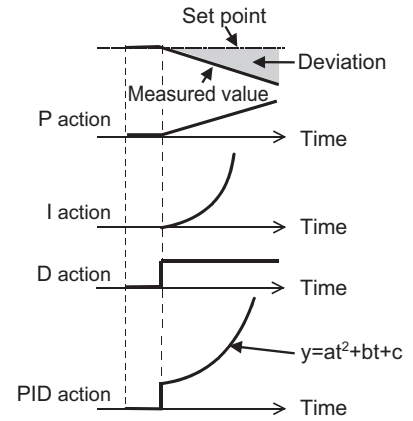 Set point
Deviation
Measured value
P action
Time
I action
Time
D action
Time
y=at²+bt+c
PID action
Time